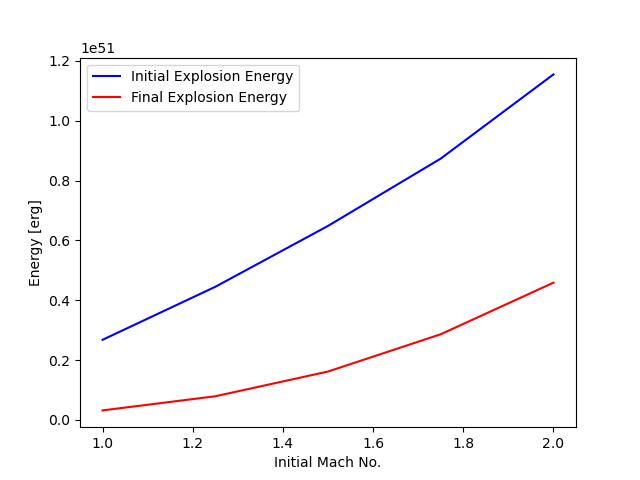 1e51
1.2
1.0
0.8
0.6
0.4
0.2
0.0
Energy [erg]
Initial Explosion Energy
Final Explosion Energy
1.0 1.2 1.4 1.6 1.8 2.0
Initial Mach No.